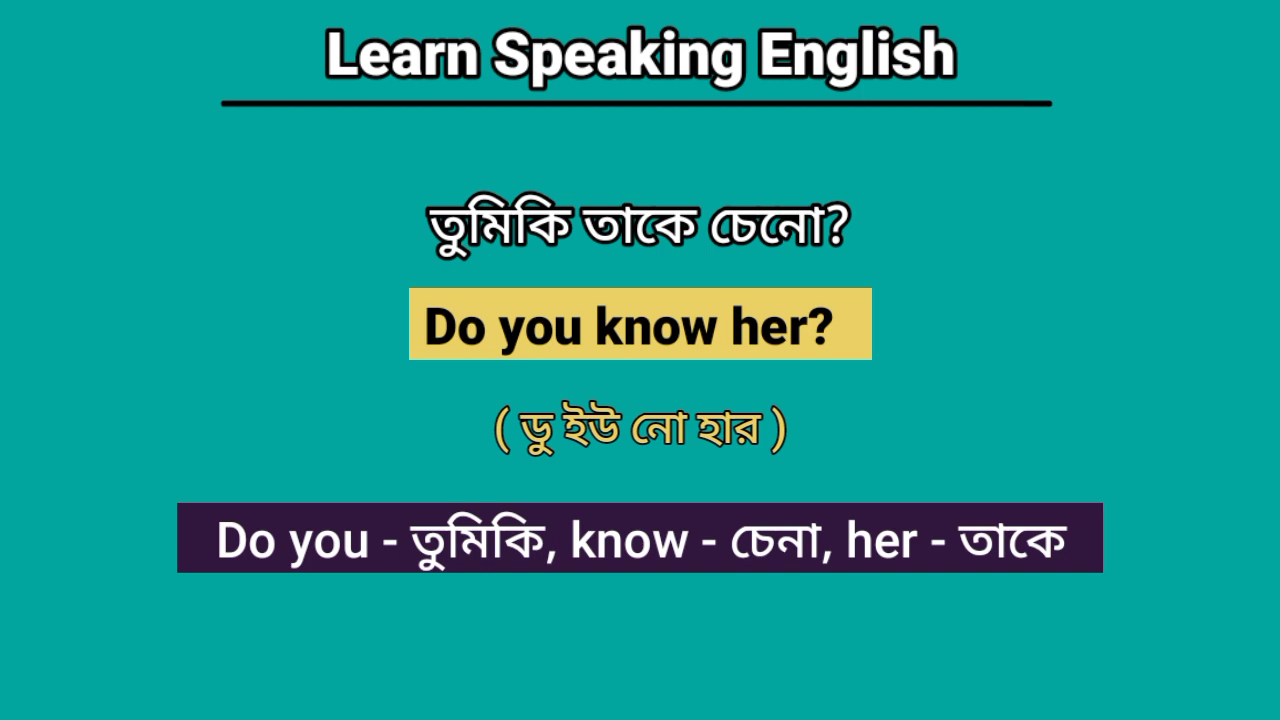 Learn Speaking English
তুমিকি তাকে চেনো?
Do you know her?
( ডু ইউ নো হার )
Do you - তুমিকি, know - চেনা, her - তাকে